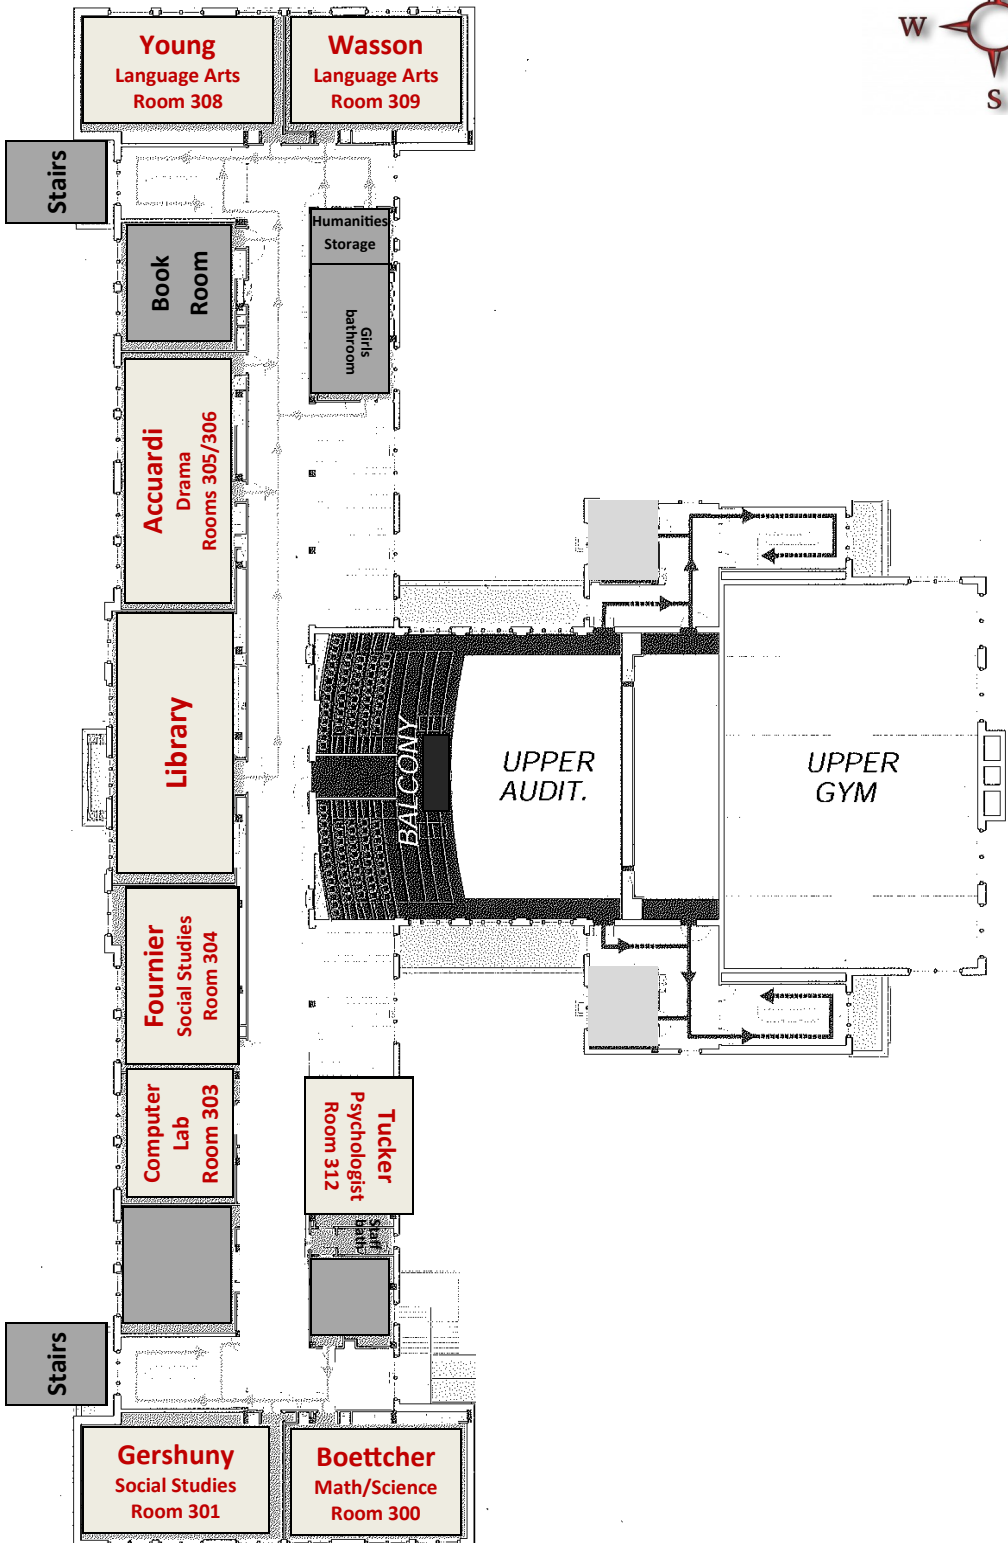 Young
Language Arts
Room 308
Wasson
Language Arts
Room 309
W
S
Stairs
Humanities
Storage
Book
Room
Girls
bathroom
Accuardi
Drama
Rooms 305/306
Library
BALCONY
UPPER
AUDIT.
UPPER
GYM
Fournier
Social Studies
Room 304
Computer
Lab
Room 303
Tucker
Psychologist
Room 312
Staff
bath
Stairs
Gershuny
Social Studies
Room 301
Boettcher
Math/Science
Room 300